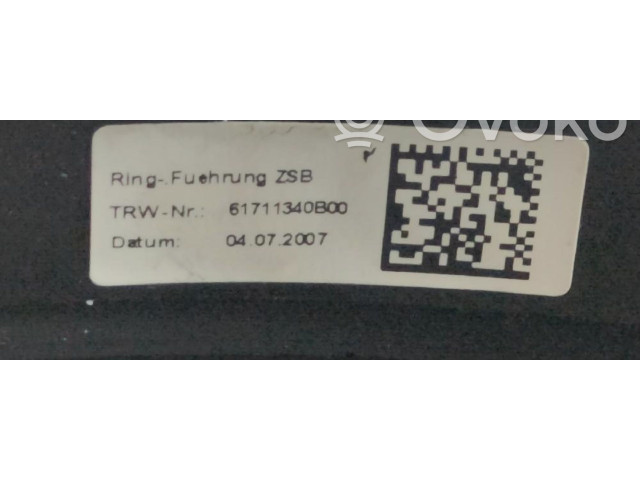 Ovoko
Ring-.Fuehrung ZSB
TRW-Nr.: 61711340B00
Datum: 04.07.2007